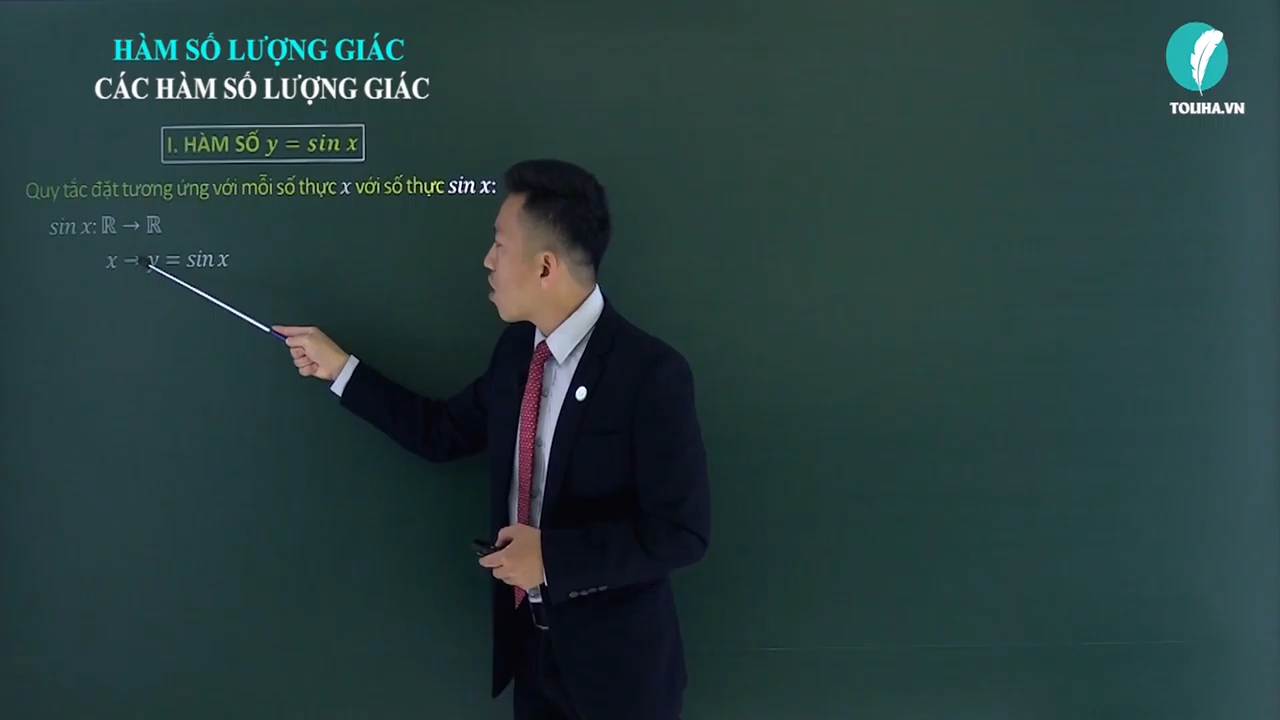 HÀM SỐ LƯỢNG GIÁC
CÁC HÀM SỐ LƯỢNG GIÁC
TOLIHA.VN
I. HÀM SỐ y = sin x
Quy tắc đặt tương ứng với mỗi số thực x với số thực sin x:
sin x: ℝ → ℝ
x → y = sin x